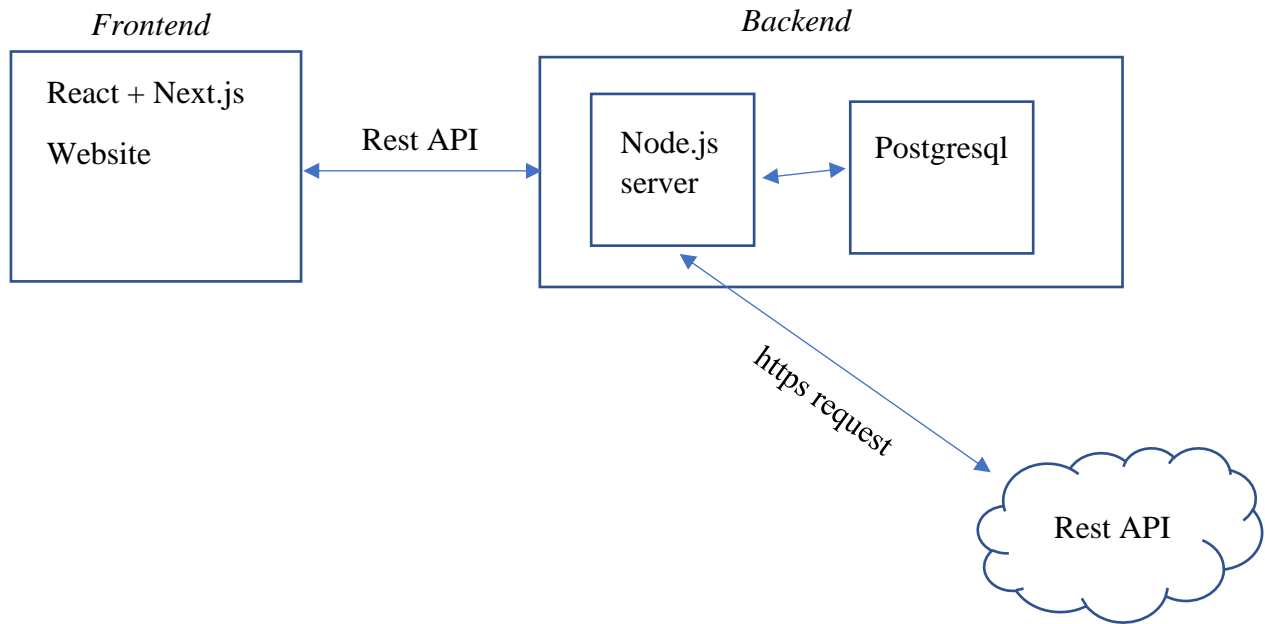 Frontend
Backend
React + Next.js
Website
Rest API
Node.js
server
Postgresql
https request
Rest API